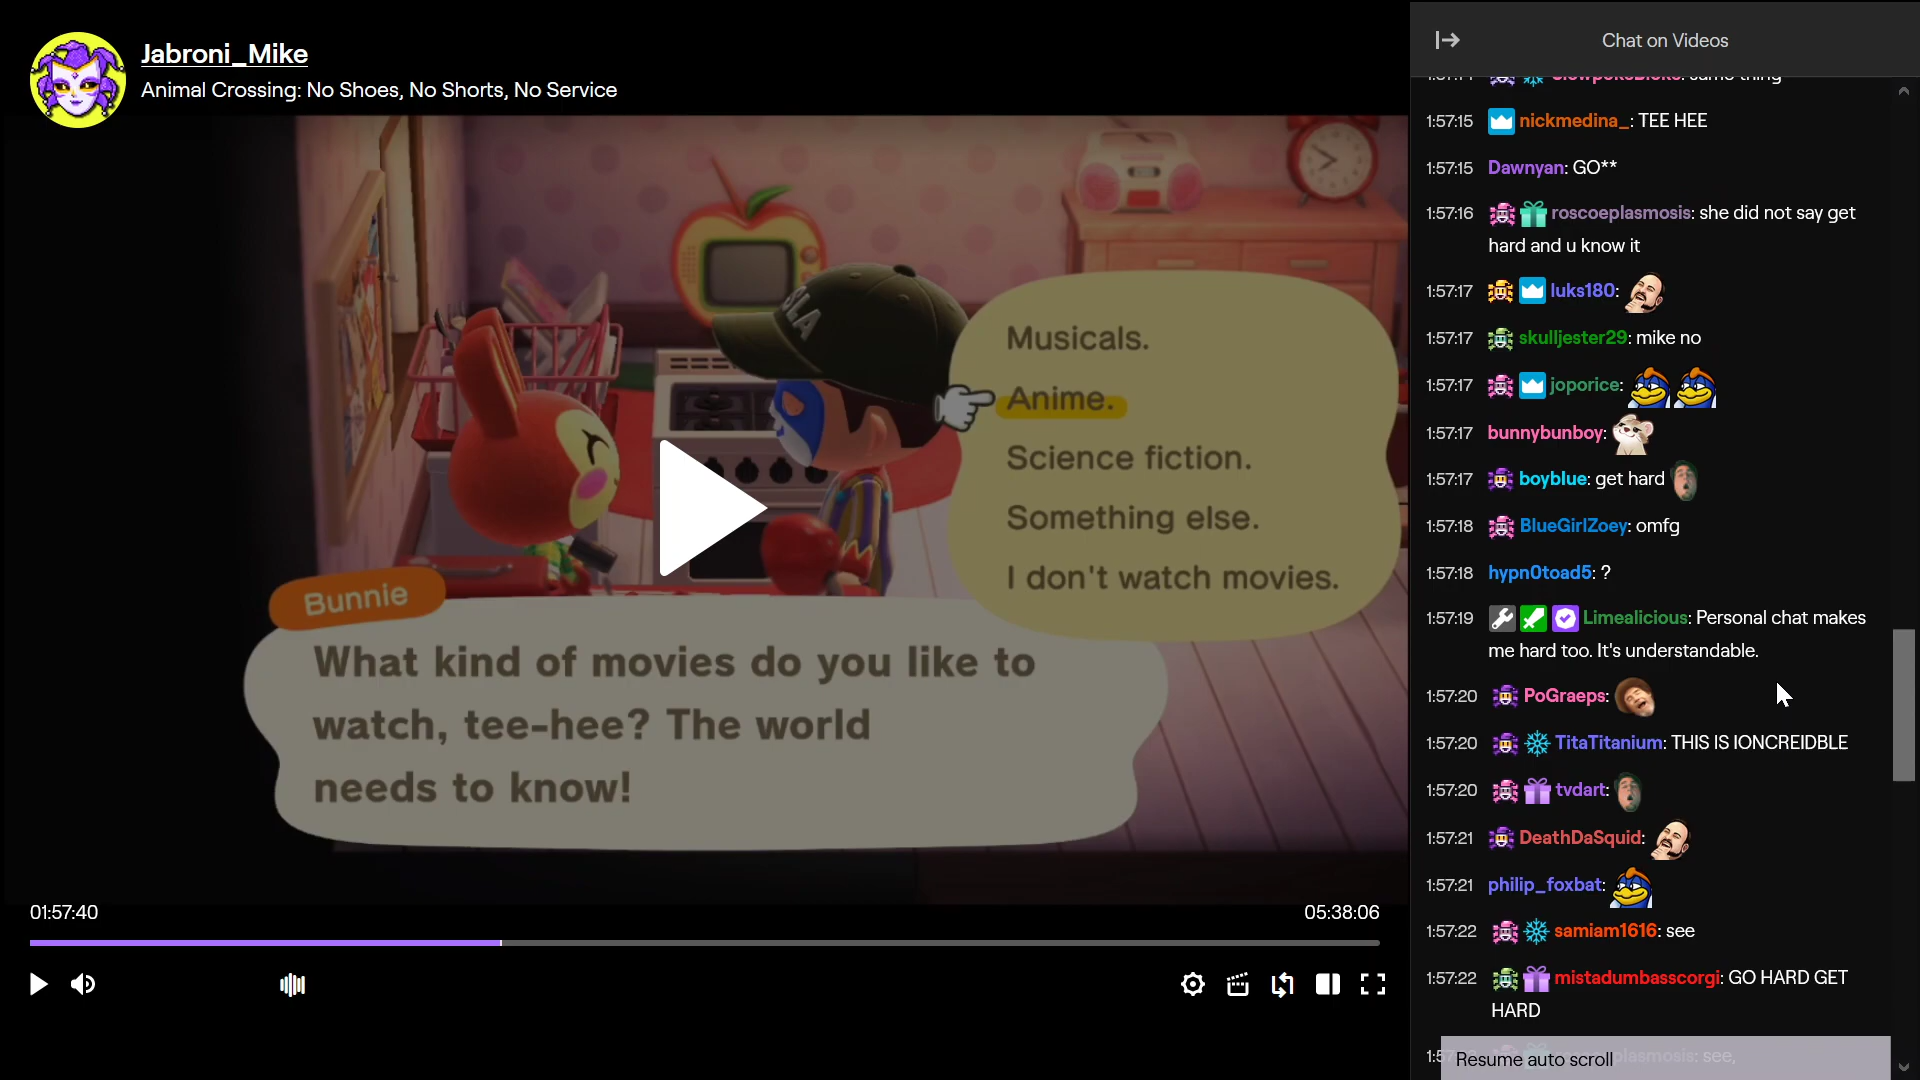 Jabroni_Mike
Animal Crossing: No Shoes, No Shorts, No Service
SLA
Musicals.
Anime.
Science fiction.
Something else.
I don't watch movies.
Bunnie
What kind of movies do you like to
watch, tee-hee? The world
needs to know!
01:57:40
05:38:06
Chat on Videos
1:57:15 nickmedina_: TEE HEE
1:57:15 Dawnyan: GO**
1:57:16 roscoeplasmosis: she did not say get
hard and u know it
1:57:17 luks180:
1:57:17 skulljester29: mike no
1:57:17 joporice:
1:57:17 bunnybunboy:
1:57:17 boyblue: get hard
1:57:18 BlueGirlZoey: omfg
1:57:18 hypn0toad5: ?
1:57:19 Limealicious: Personal chat makes
me hard too. It's understandable.
1:57:20 PoGraeps:
1:57:20 TitaTitanium: THIS IS IONCREIDBLE
1:57:20 tvdart:
1:57:21 DeathDaSquid:
1:57:21 philip_foxbat:
1:57:22 samiam1616: see
1:57:22 mistadumbasscorgi: GO HARD GET
HARD
Resume auto scroll